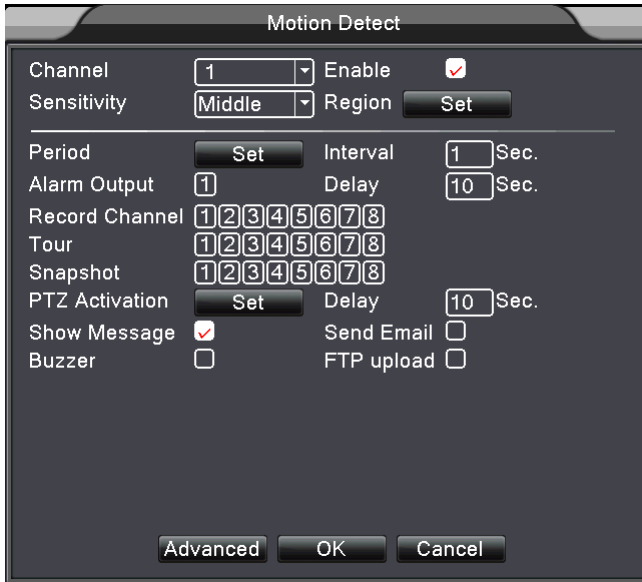 Motion Detect
Channel 1 Enable
Sensitivity Middle Region Set
Period Set Interval 1 Sec.
Alarm Output 1 Delay 10 Sec.
Record Channel 1 2 3 4 5 6 7 8
Tour 1 2 3 4 5 6 7 8
Snapshot 1 2 3 4 5 6 7 8
PTZ Activation Set Delay 10 Sec.
Show Message Send Email
Buzzer FTP upload
Advanced OK Cancel